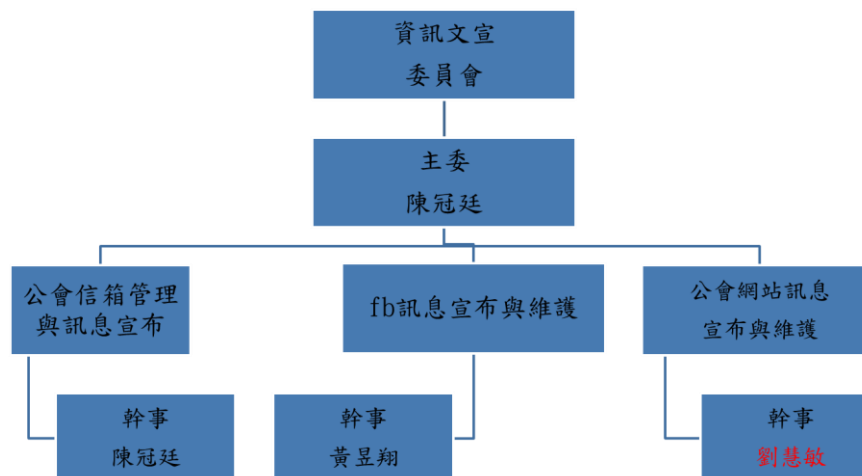 資訊文宣
委員會
主委
陳冠廷
公會信箱管理
與訊息宣布
fb訊息宣布與維護
公會網站訊息
宣布與維護
幹事
陳冠廷
幹事
黃昱翔
幹事
劉慧敏